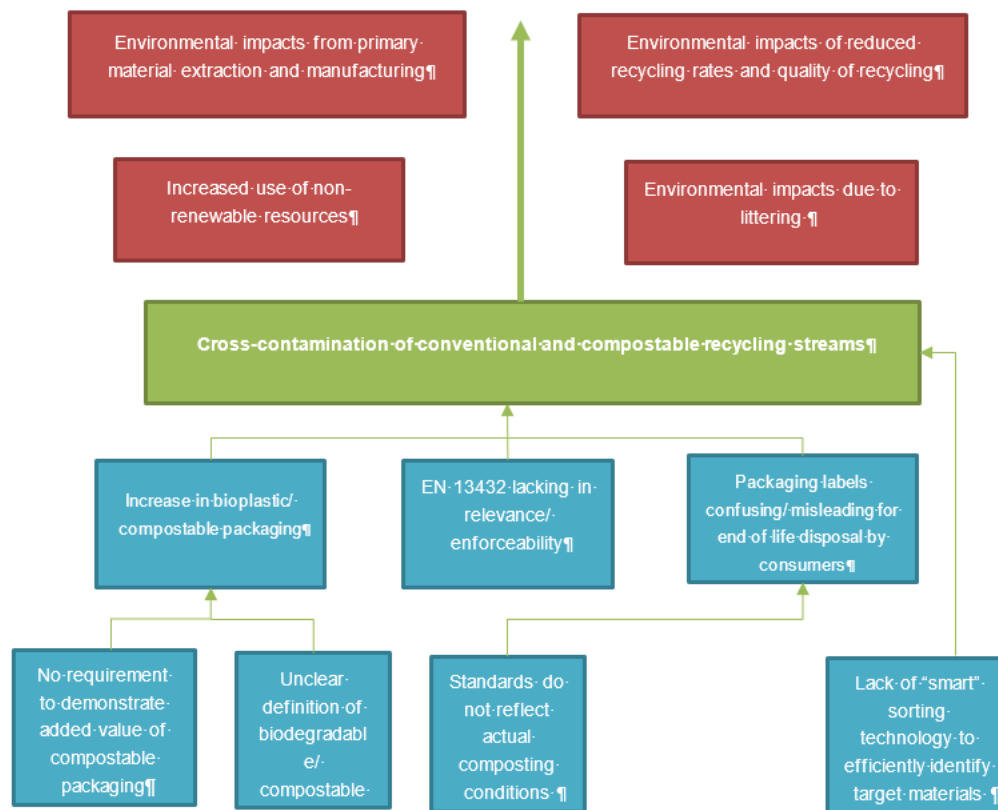 Environmental impacts from primary
material extraction and manufacturing¶
Environmental impacts of reduced
recycling rates and quality of recycling¶
Increased use of non-
renewable resources¶
Environmental impacts due to
littering ¶
Cross-contamination of conventional and compostable recycling streams¶
Increase in bioplastic/
compostable packaging¶
EN 13432 lacking in
relevance/
enforceability¶
Packaging labels
confusing/ misleading for
end of life disposal by
consumers¶
No requirement
to demonstrate
added value of
compostable
packaging¶
Unclear
definition of
biodegradabl
e/
compostable
Standards do
not reflect
actual
composting
conditions ¶
Lack of “smart”
sorting
technology to
efficiently identify
target materials ¶